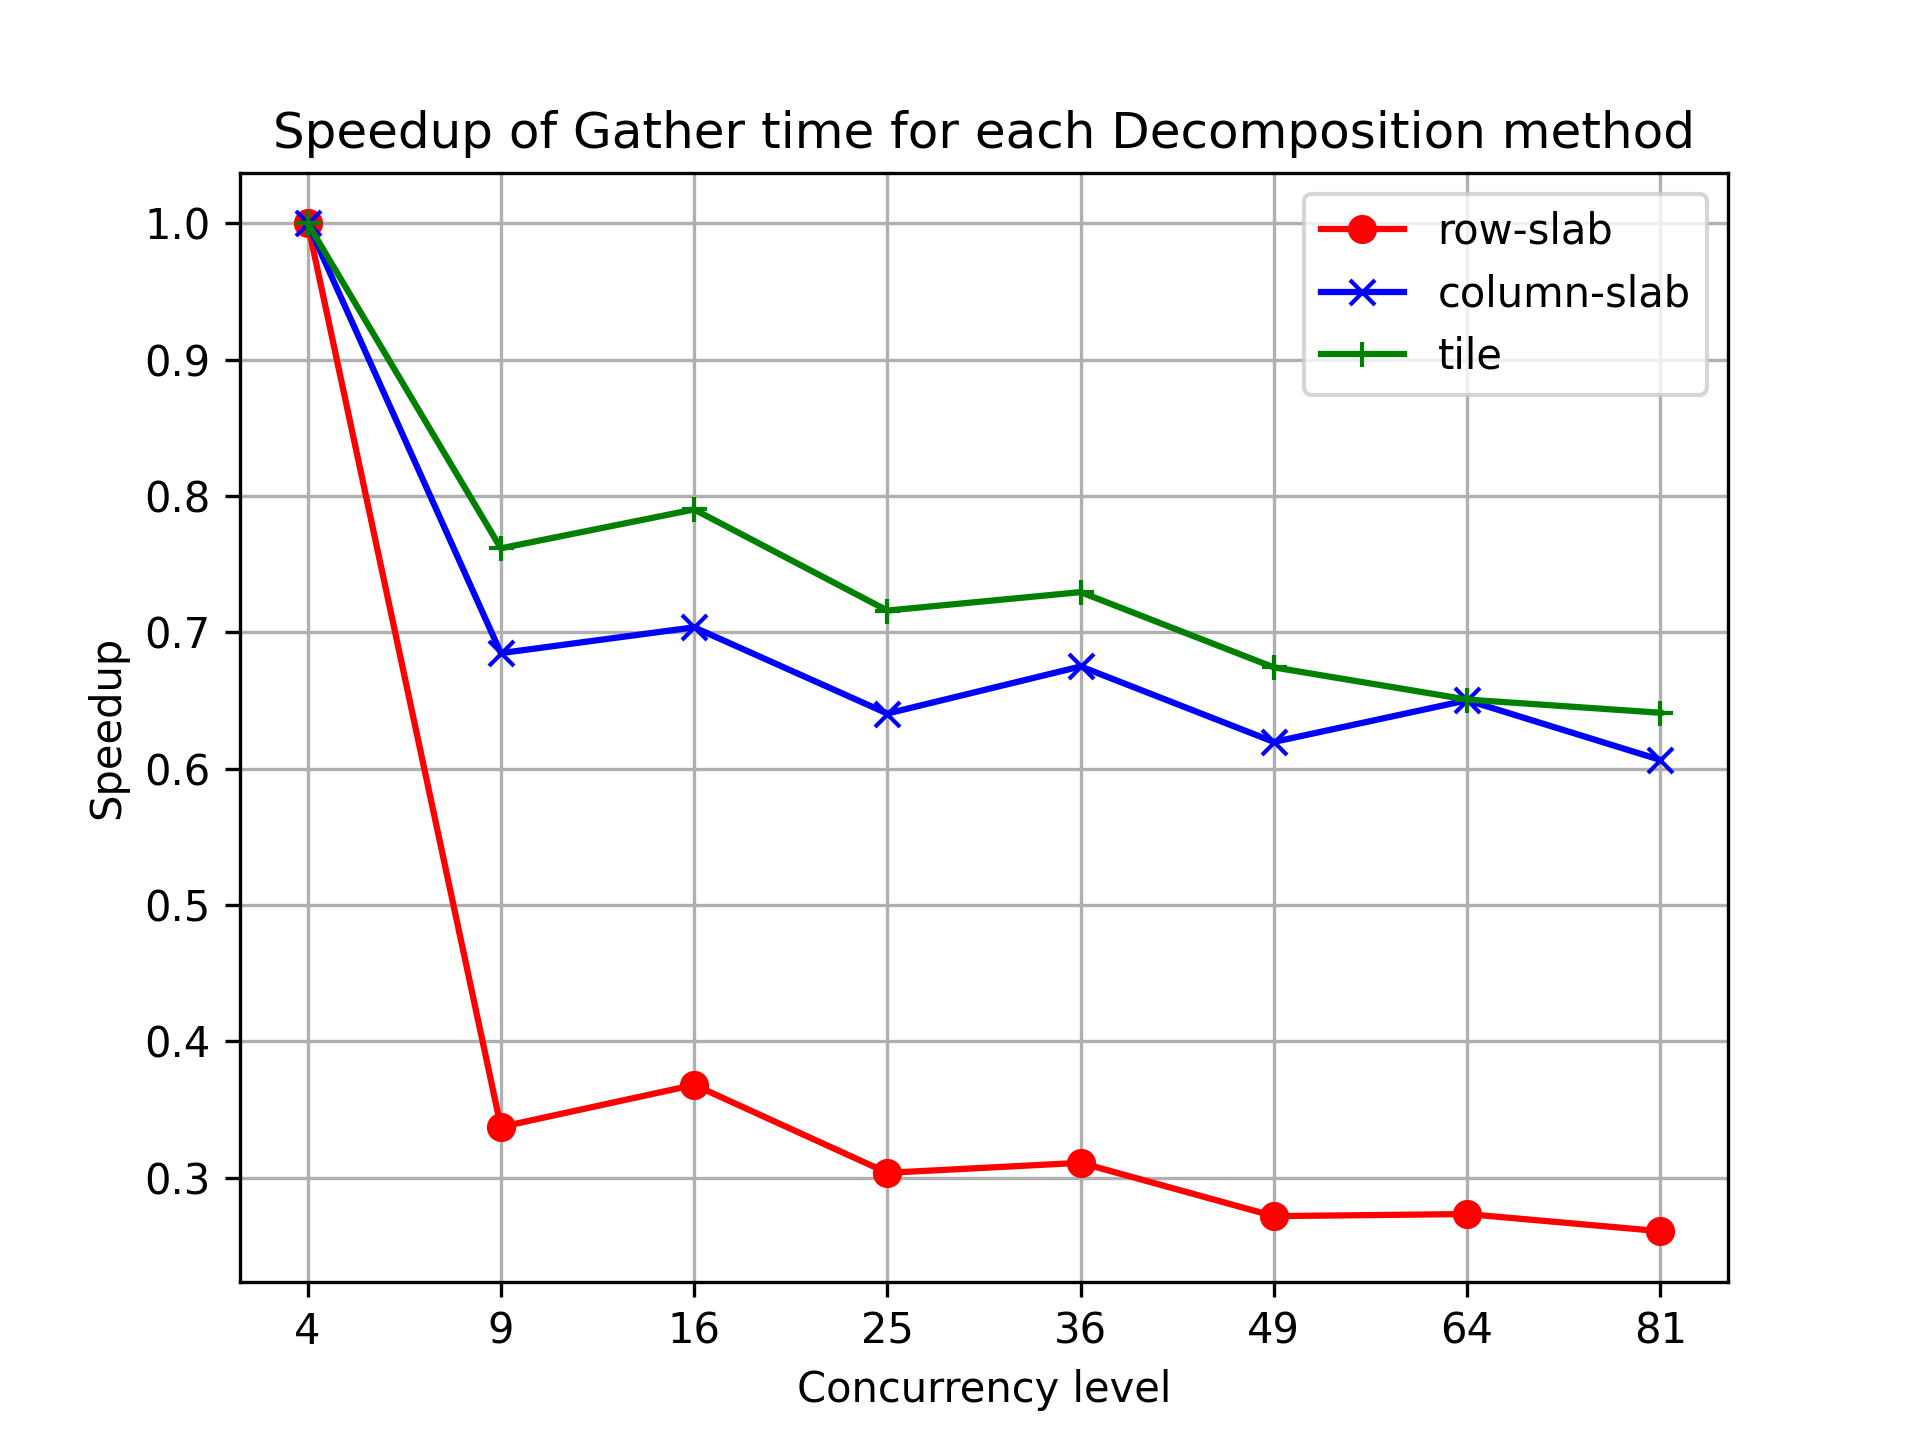 Speedup of Gather time for each Decomposition method
row-slab
column-slab
tile
1.0
0.9
0.8
0.7
0.6
0.5
0.4
0.3
Speedup
4 9 16 25 36 49 64 81
Concurrency level